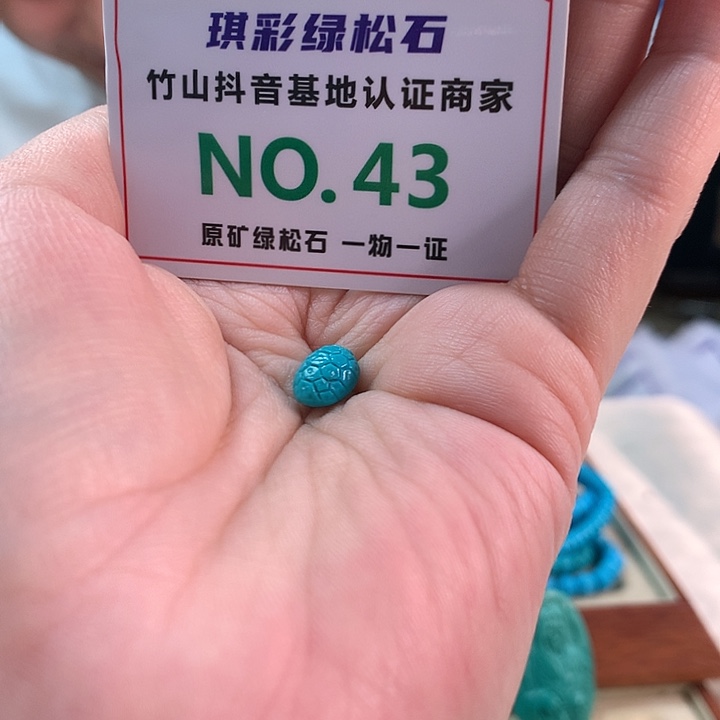 琪彩绿松石
竹山抖音基地认证商家
NO.43
原矿绿松石 一物一证